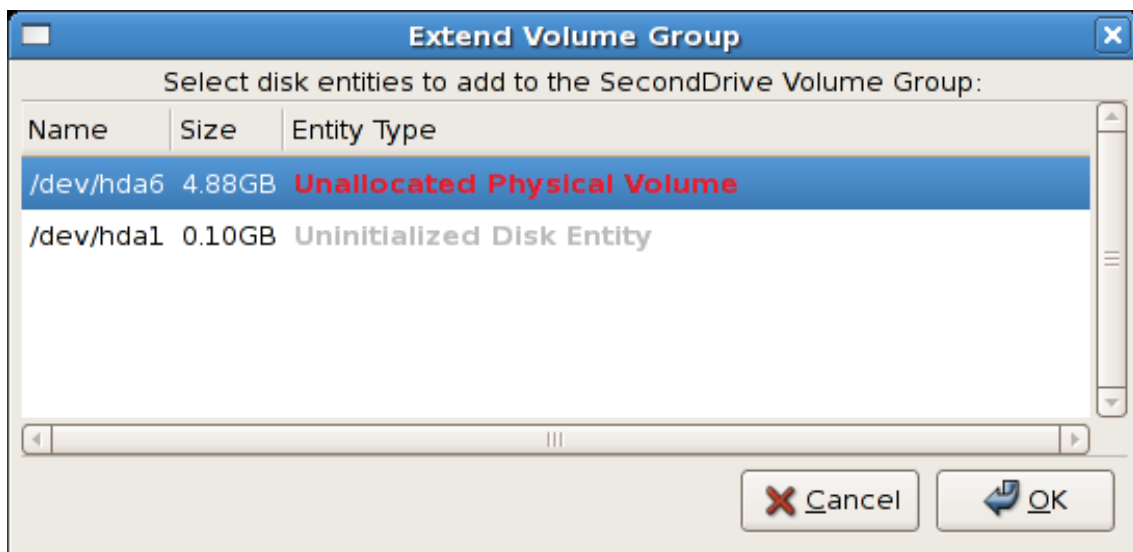 Extend Volume Group
Select disk entities to add to the SecondDrive Volume Group:
Name Size Entity Type
/dev/hda6 4.88GB Unallocated Physical Volume
/dev/hda1 0.10GB Uninitialized Disk Entity
Cancel OK